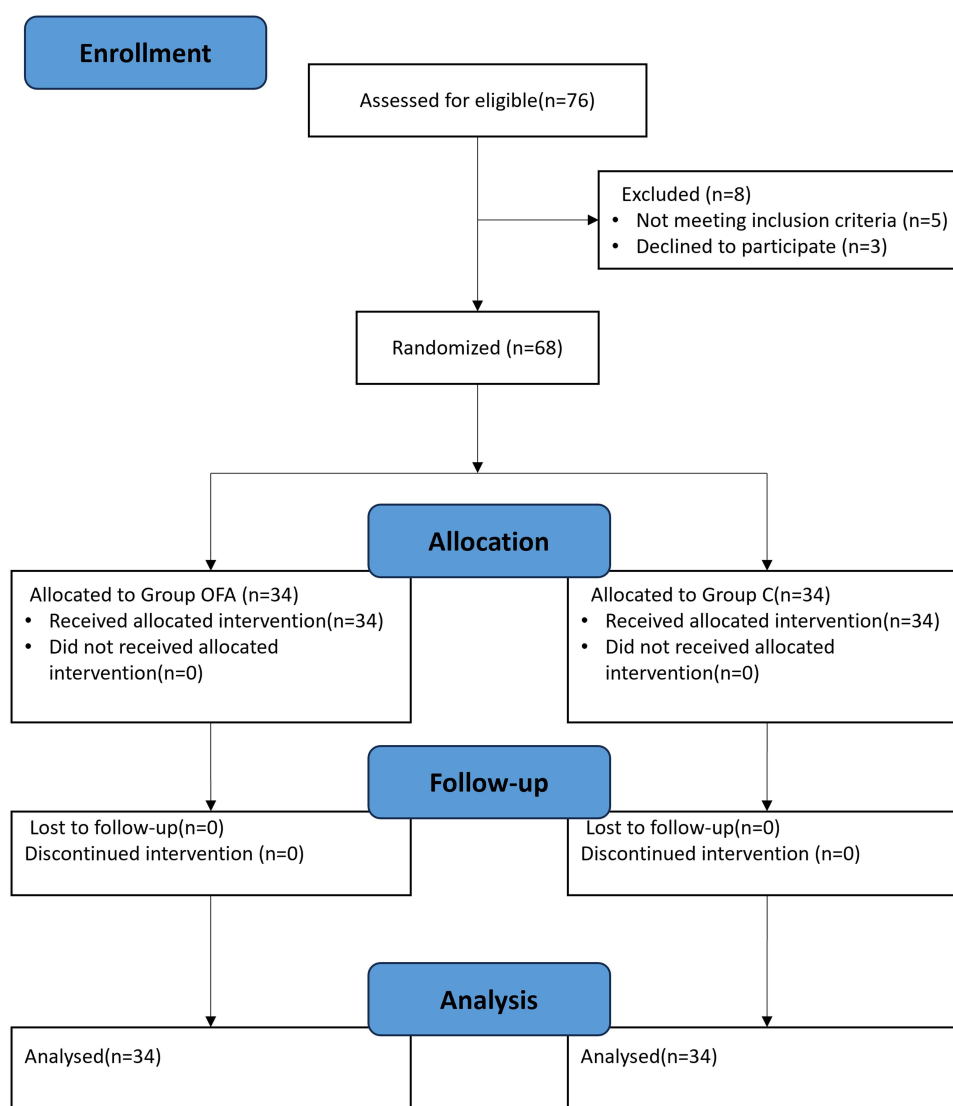 Enrollment
Assessed for eligible(n=76)
Excluded (n=8)
• Not meeting inclusion criteria (n=5)
• Declined to participate (n=3)
Randomized (n=68)
Allocation
Allocated to Group OFA (n=34)
• Received allocated intervention(n=34)
• Did not received allocated
intervention(n=0)
Allocated to Group C(n=34)
• Received allocated intervention(n=34)
• Did not received allocated
intervention(n=0)
Follow-up
Lost to follow-up(n=0)
Discontinued intervention (n=0)
Lost to follow-up(n=0)
Discontinued intervention (n=0)
Analysis
Analysed(n=34)
Analysed(n=34)